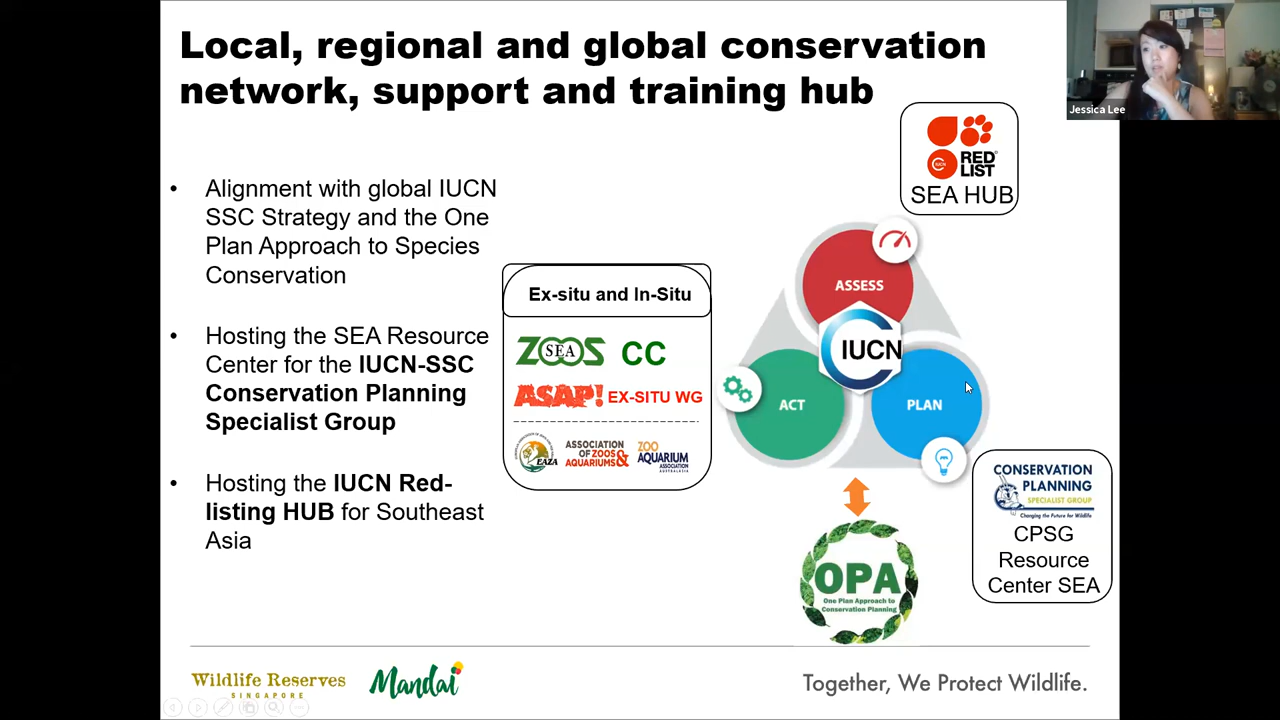 Local, regional and global conservation
network, support and training hub
Jessica Lee
RED
LIST
IUCN
SEA HUB
• Alignment with global IUCN
SSC Strategy and the One
Plan Approach to Species
Conservation
• Hosting the SEA Resource
Center for the IUCN-SSC
Conservation Planning
Specialist Group
• Hosting the IUCN Red-
listing HUB for Southeast
Asia
Ex-situ and In-Situ
ZOOS
SEA
CC
ASAP! EX-SITU WG
EAZA
ASSOCIATION
OF ZOOS
AQUARIUMS &
ZOO
AQUARIUM
ASSOCIATION
AUSTRALASIA
ASSESS
IUCN
ACT
PLAN
CONSERVATION
PLANNING
SPECIALIST GROUP
Changing the Future for Wildlife
CPSG
Resource
Center SEA
OPA
One Plan Approach to
Conservation Planning
Wildlife Reserves
SINGAPORE
Mandai
Together, We Protect Wildlife.